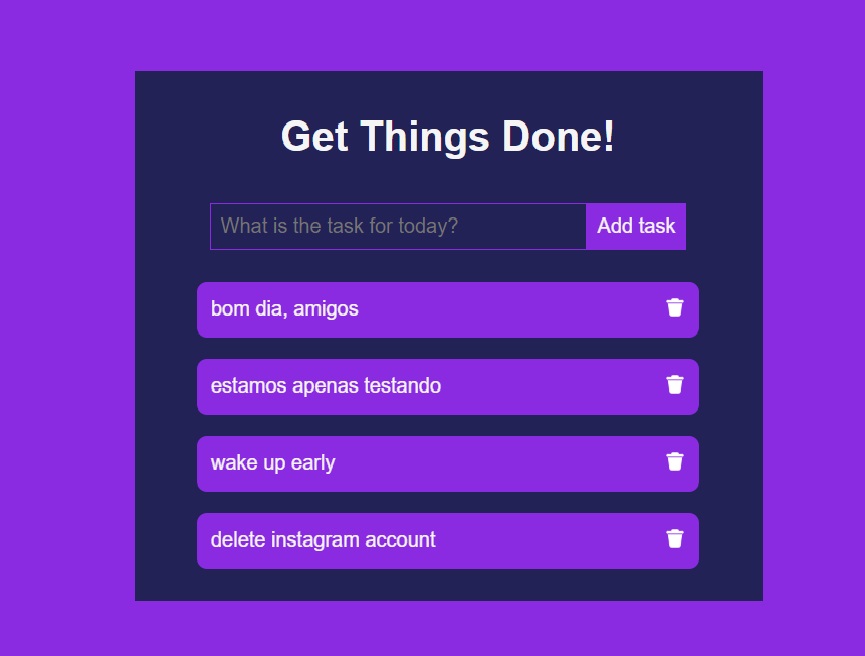 Get Things Done!
What is the task for today?
Add task
bom dia, amigos
estamos apenas testando
wake up early
delete instagram account